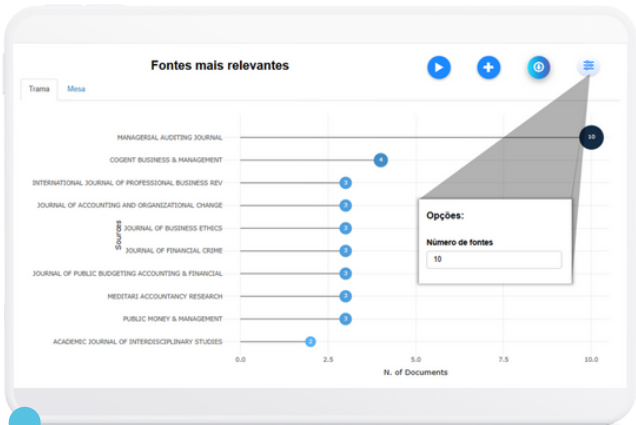 Fontes mais relevantes
Trama Mesa
MANAGERIAL AUDITING JOURNAL 10
COGENT BUSINESS & MANAGEMENT 4
INTERNATIONAL JOURNAL OF PROFESSIONAL BUSINESS REV 3
JOURNAL OF ACCOUNTING AND ORGANIZATIONAL CHANGE 3
JOURNAL OF BUSINESS ETHICS 3
JOURNAL OF FINANCIAL CRIME 3
JOURNAL OF PUBLIC BUDGETING ACCOUNTING & FINANCIAL 3
MEDITARI ACCOUNTANCY RESEARCH 3
PUBLIC MONEY & MANAGEMENT 3
ACADEMIC JOURNAL OF INTERDISCIPLINARY STUDIES 2
Sources
0.0 2.5 5.0 7.5 10.0
N. of Documents
Opções:
Número de fontes
10